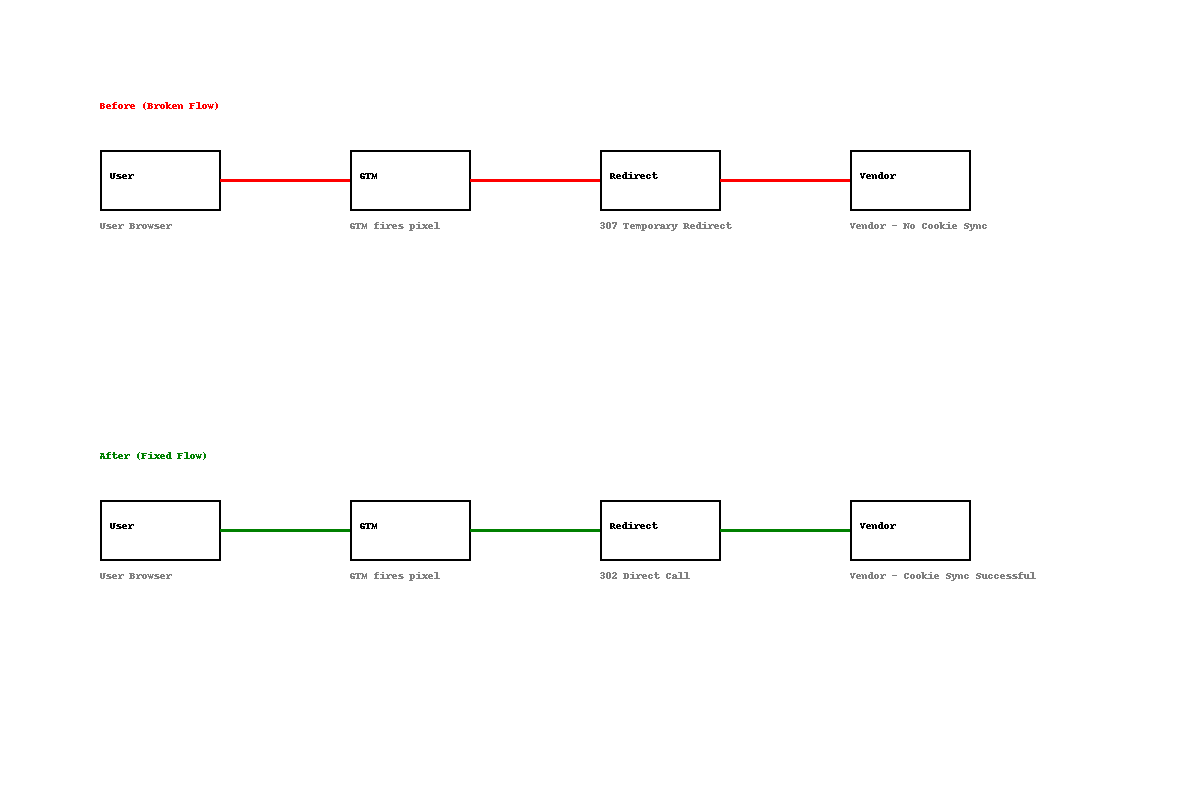 Before (Broken Flow)
User
GTM
Redirect
Vendor
User Browser
GTM fires pixel
307 Temporary Redirect
Vendor - No Cookie Sync
After (Fixed Flow)
User
GTM
Redirect
Vendor
User Browser
GTM fires pixel
302 Direct Call
Vendor - Cookie Sync Successful